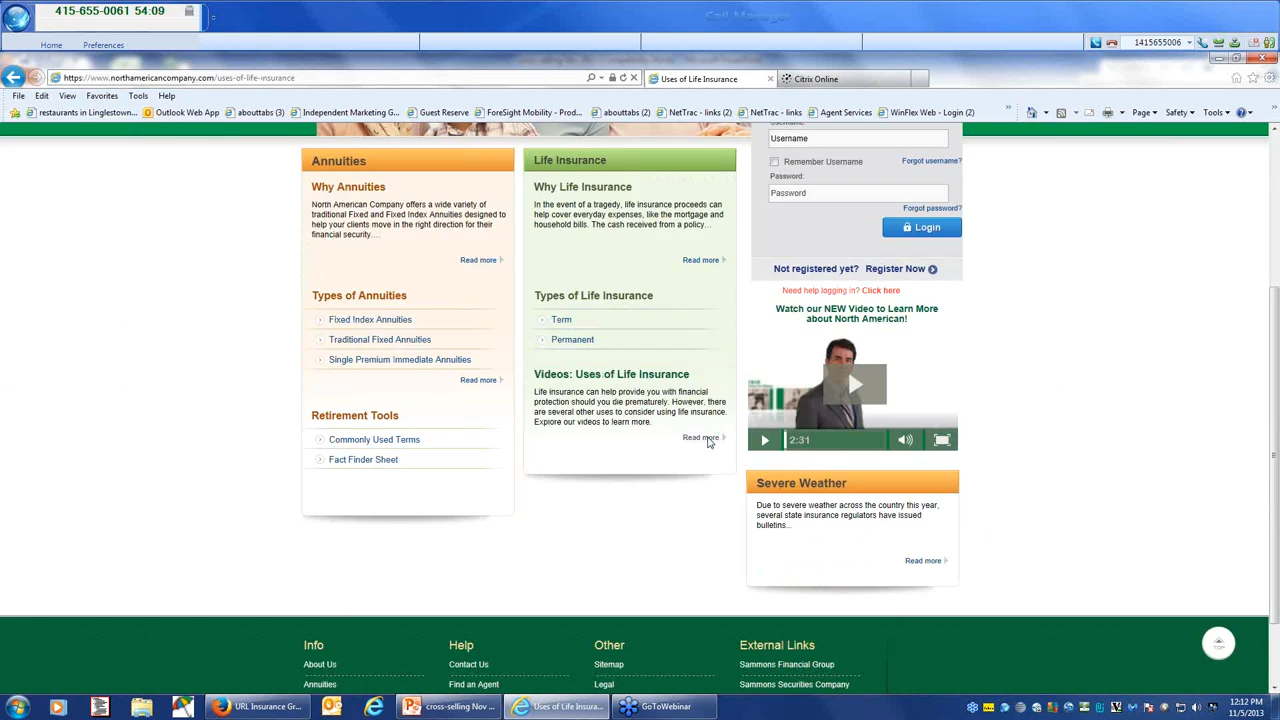 415-655-0061 54:09
Call Manager
Home
Preferences
1415655006
https://www.northamericancompany.com/uses-of-life-insurance
Uses of Life Insurance
Citrix Online
File Edit View Favorites Tools Help
restaurants in Linglestown...
Outlook Web App
abouttabs (3)
Independent Marketing G...
Guest Reserve
ForeSight Mobility - Produ...
abouttabs (2)
NetTrac - links (2)
NetTrac - links
Agent Services
WinFlex Web - Login (2)
Page
Safety
Tools
Annuities
Why Annuities
North American Company offers a wide variety of
traditional Fixed and Fixed Index Annuities designed to
help your clients move in the right direction for their
financial security....
Read more
Types of Annuities
Fixed Index Annuities
Traditional Fixed Annuities
Single Premium Immediate Annuities
Read more
Retirement Tools
Commonly Used Terms
Fact Finder Sheet
Life Insurance
Why Life Insurance
In the event of a tragedy, life insurance proceeds can
help cover everyday expenses, like the mortgage and
household bills. The cash received from a policy...
Read more
Types of Life Insurance
Term
Permanent
Videos: Uses of Life Insurance
Life insurance can help provide you with financial
protection should you die prematurely. However, there
are several other uses to consider using life insurance.
Explore our videos to learn more.
Read more
Username
Remember Username
Forgot username?
Password:
Password
Forgot password?
Login
Not registered yet? Register Now
Need help logging in? Click here
Watch our NEW Video to Learn More
about North American!
2:31
Severe Weather
Due to severe weather across the country this year,
several state insurance regulators have issued
bulletins...
Read more
Info
About Us
Annuities
Help
Contact Us
Find an Agent
Other
Sitemap
Legal
External Links
Sammons Financial Group
Sammons Securities Company
URL Insurance Gr...
cross-selling Nov ...
Uses of Life Insura...
GoToWebinar
12:12 PM
11/5/2013